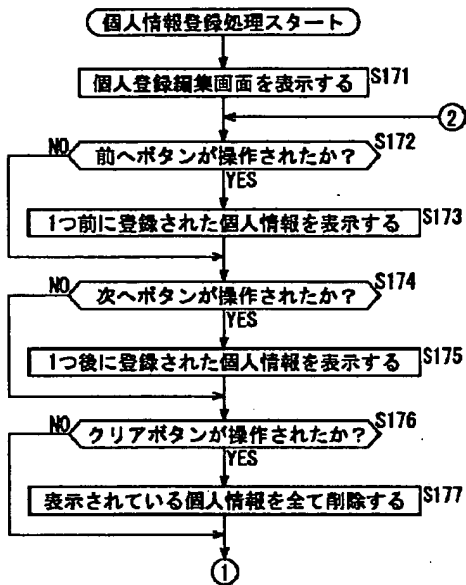 個人情報登録処理スタート
個人登録編集画面を表示する S171
②
前へボタンが操作されたか? S172
NO
YES
1つ前に登録された個人情報を表示する S173
次へボタンが操作されたか? S174
NO
YES
1つ後に登録された個人情報を表示する S175
クリアボタンが操作されたか? S176
NO
YES
表示されている個人情報を全て削除する S177
①